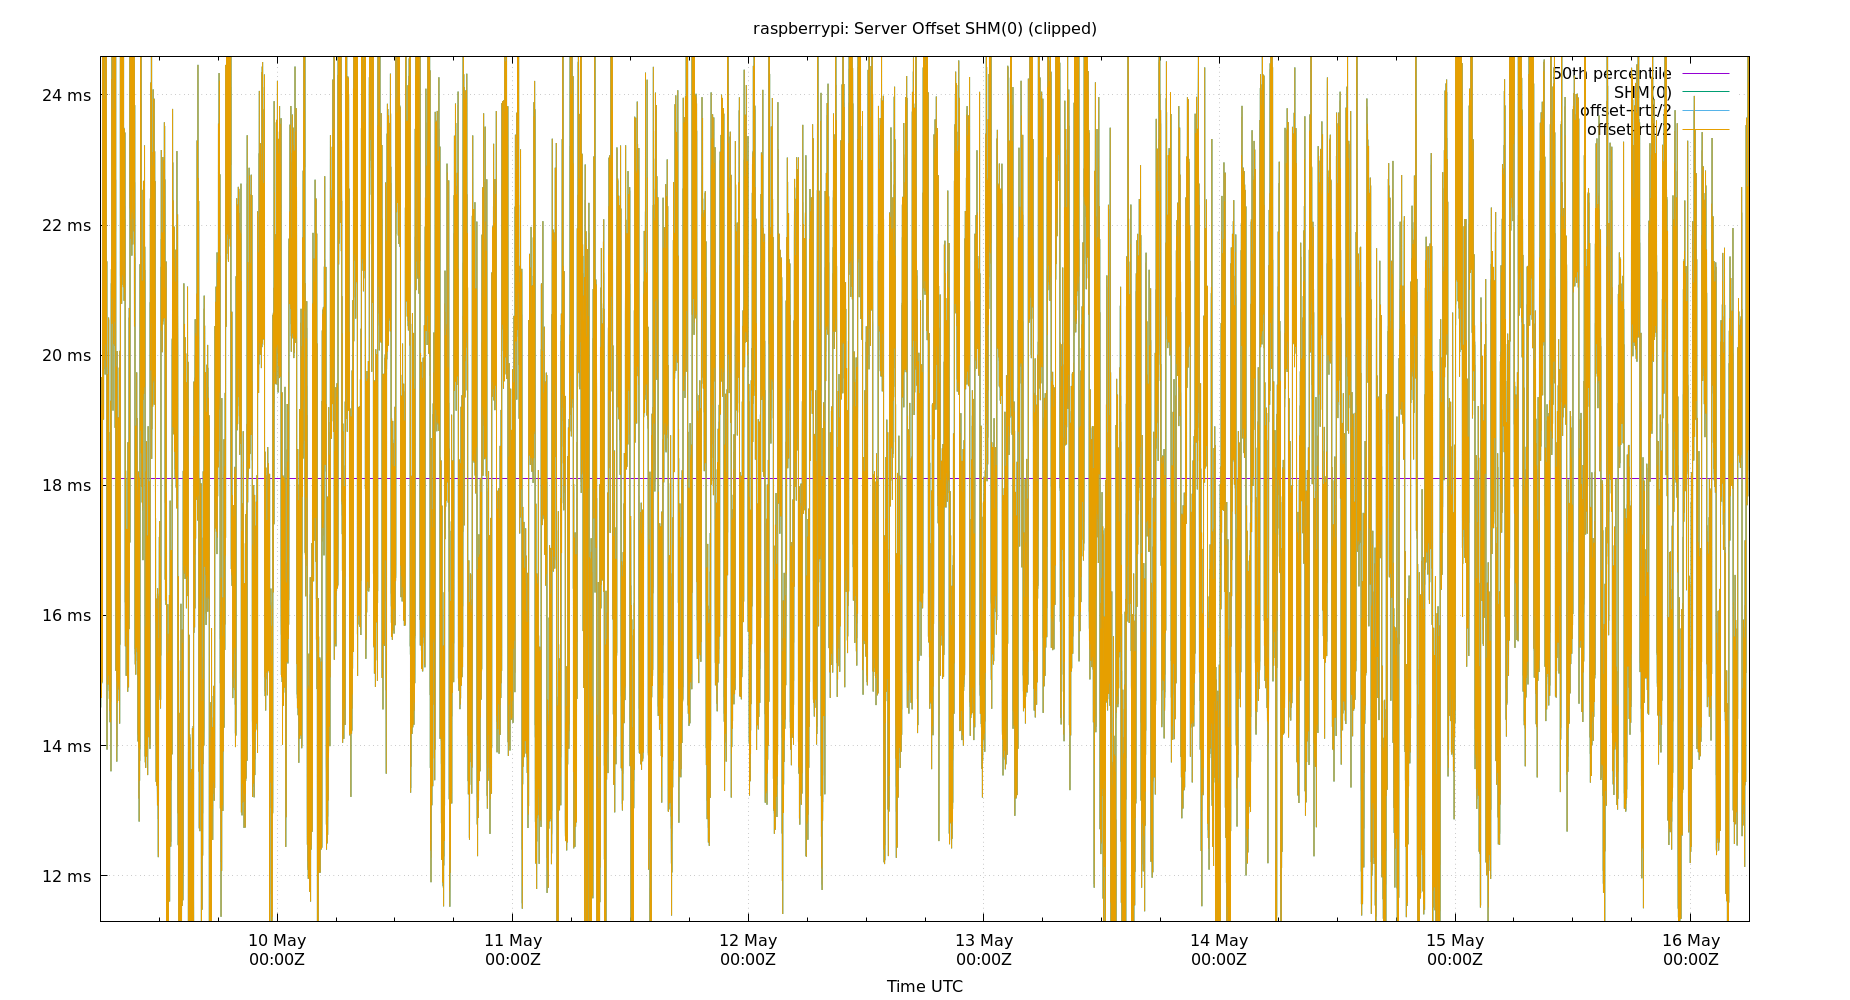 raspberrypi: Server Offset SHM(0) (clipped)
50th percentile
SHM(0)
offset-rtt/2
offset-rtt/2
24 ms
22 ms
20 ms
18 ms
16 ms
14 ms
12 ms
10 May
00:00Z
11 May
00:00Z
12 May
00:00Z
13 May
00:00Z
14 May
00:00Z
15 May
00:00Z
16 May
00:00Z
Time UTC